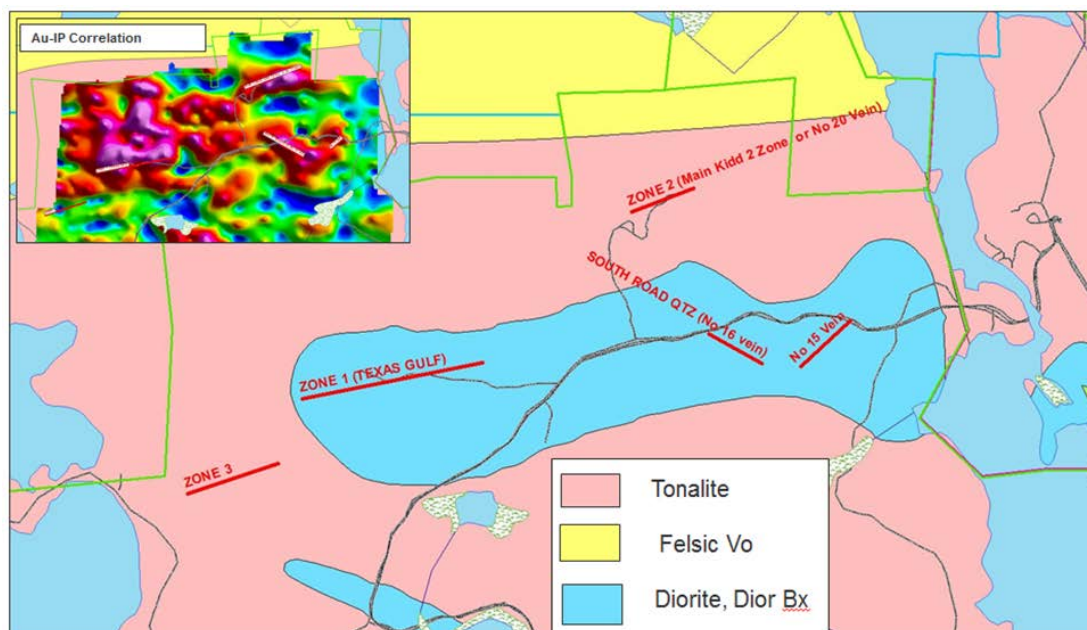 Au-IP Correlation
ZONE 2 (Main Kidd 2 Zone or No 20 Vein)
SOUTH ROAD QTZ (No 16 vein)
No 15 Vein
ZONE 1 (TEXAS GULF)
ZONE 3
Tonalite
Felsic Vo
Diorite, Dior Bx